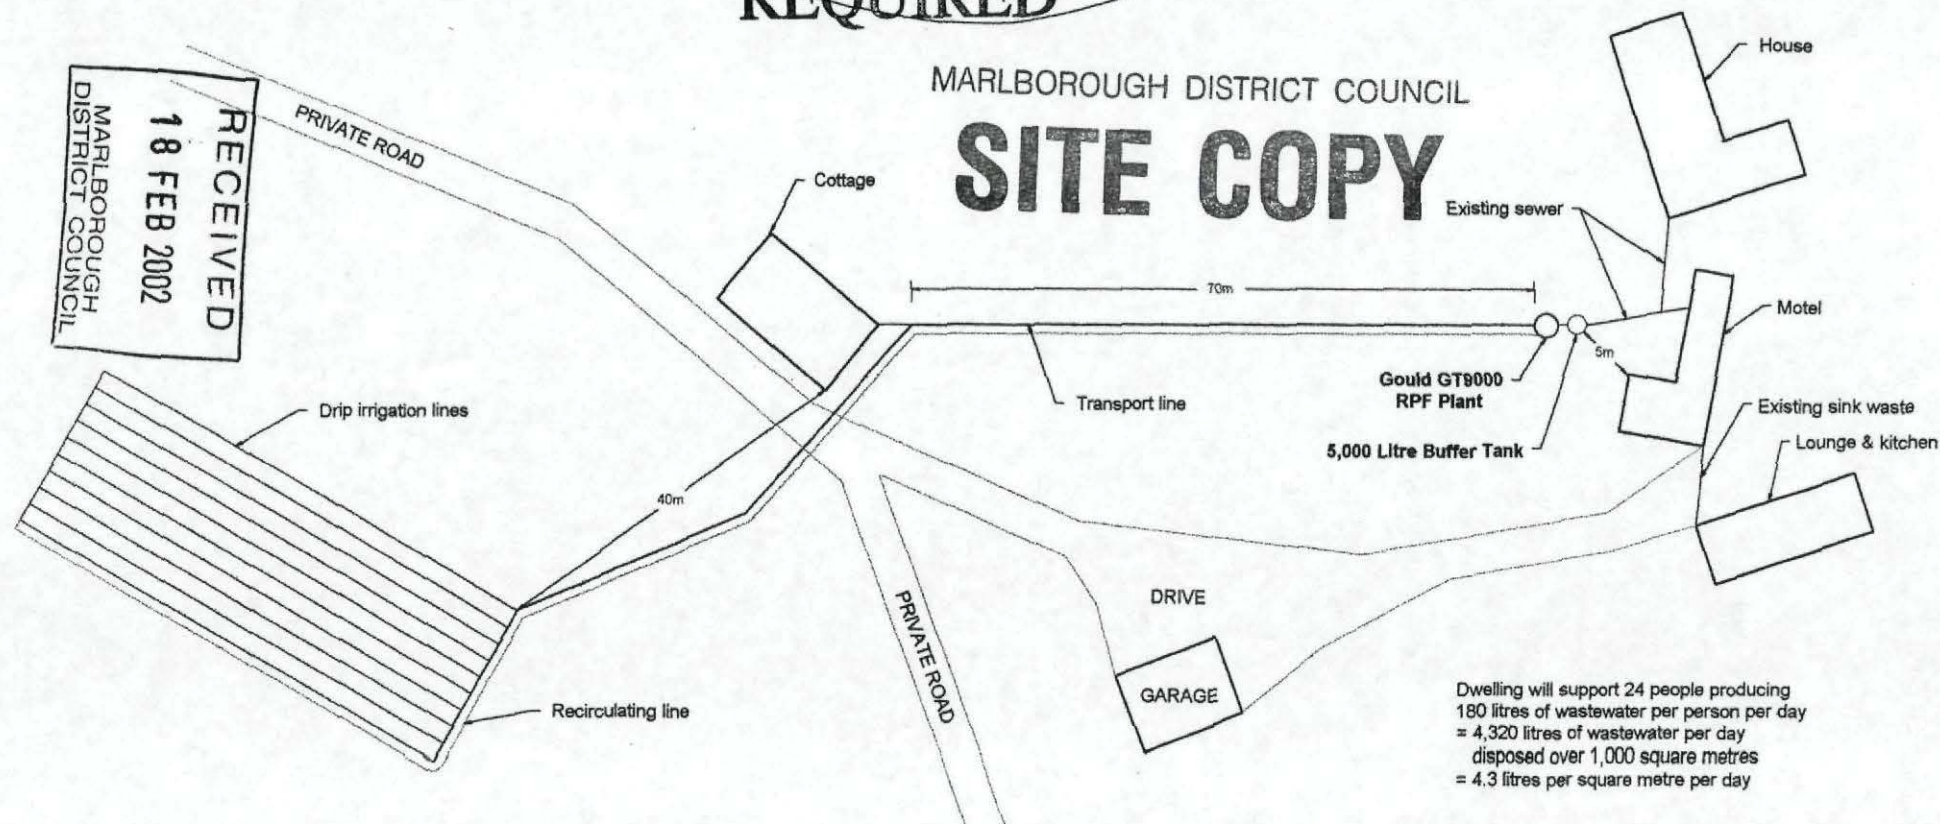 REQUIRED
MARLBOROUGH DISTRICT COUNCIL
SITE COPY
RECEIVED
18 FEB 2002
MARLBOROUGH
DISTRICT COUNCIL
PRIVATE ROAD
Cottage
House
Existing sewer
70m
Motel
5m
Gould GT9000
RPF Plant
Transport line
5,000 Litre Buffer Tank
Existing sink waste
Lounge & kitchen
Drip irrigation lines
40m
Recirculating line
PRIVATE ROAD
DRIVE
GARAGE
Dwelling will support 24 people producing
180 litres of wastewater per person per day
= 4,320 litres of wastewater per day
disposed over 1,000 square metres
= 4.3 litres per square metre per day